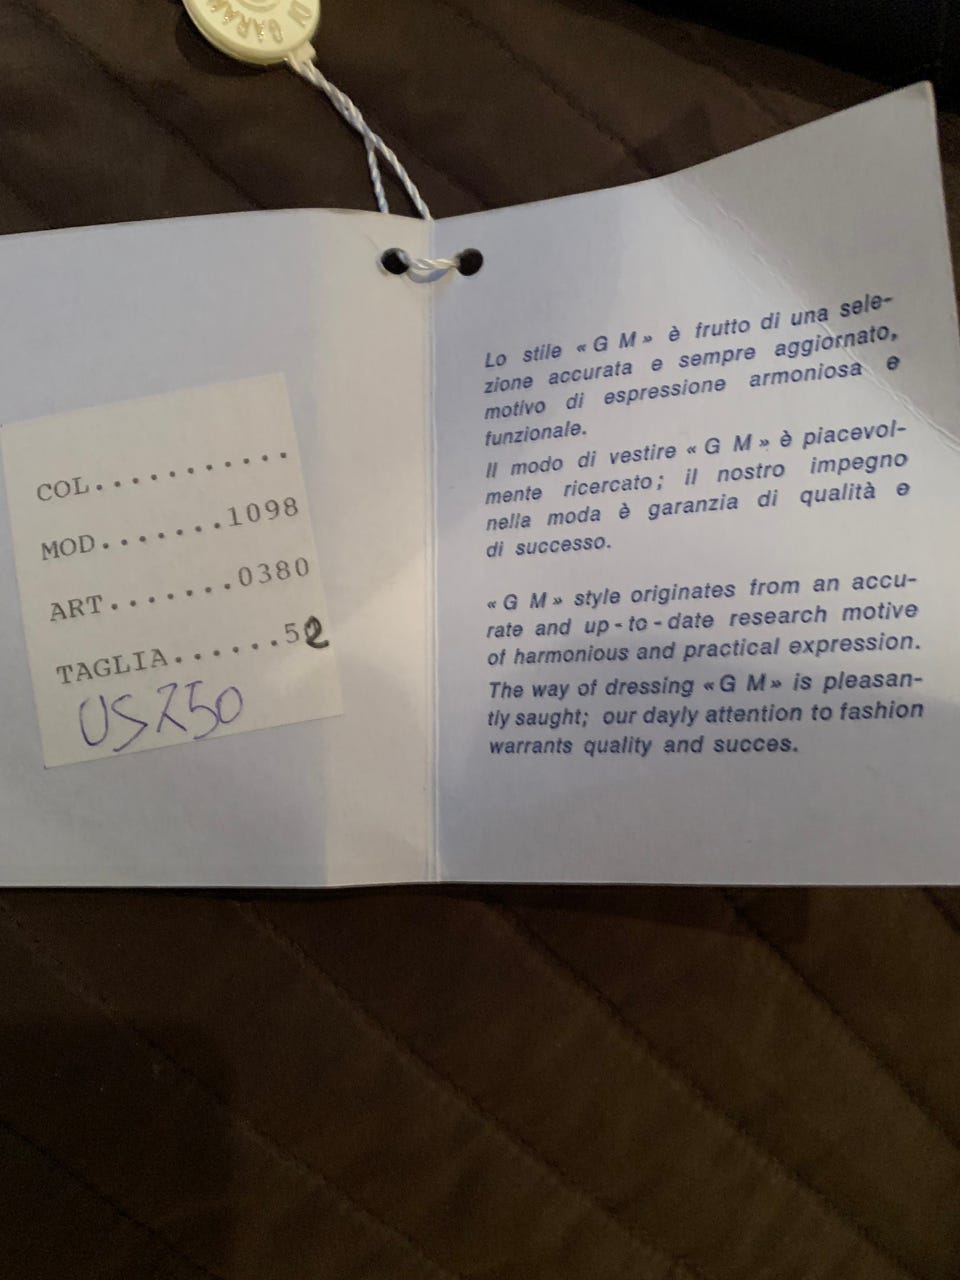 DI GARAN
COL...........
MOD.......1098
ART.......0380
TAGLIA......52
US250
Lo stile « G M » è frutto di una sele-
zione accurata e sempre aggiornato,
motivo di espressione armoniosa e
funzionale.
Il modo di vestire « G M » è piacevol-
mente ricercato; il nostro impegno
nella moda è garanzia di qualità e
di successo.
« G M » style originates from an accu-
rate and up-to-date research motive
of harmonious and practical expression.
The way of dressing « G M » is pleasan-
tly saught; our dayly attention to fashion
warrants quality and succes.